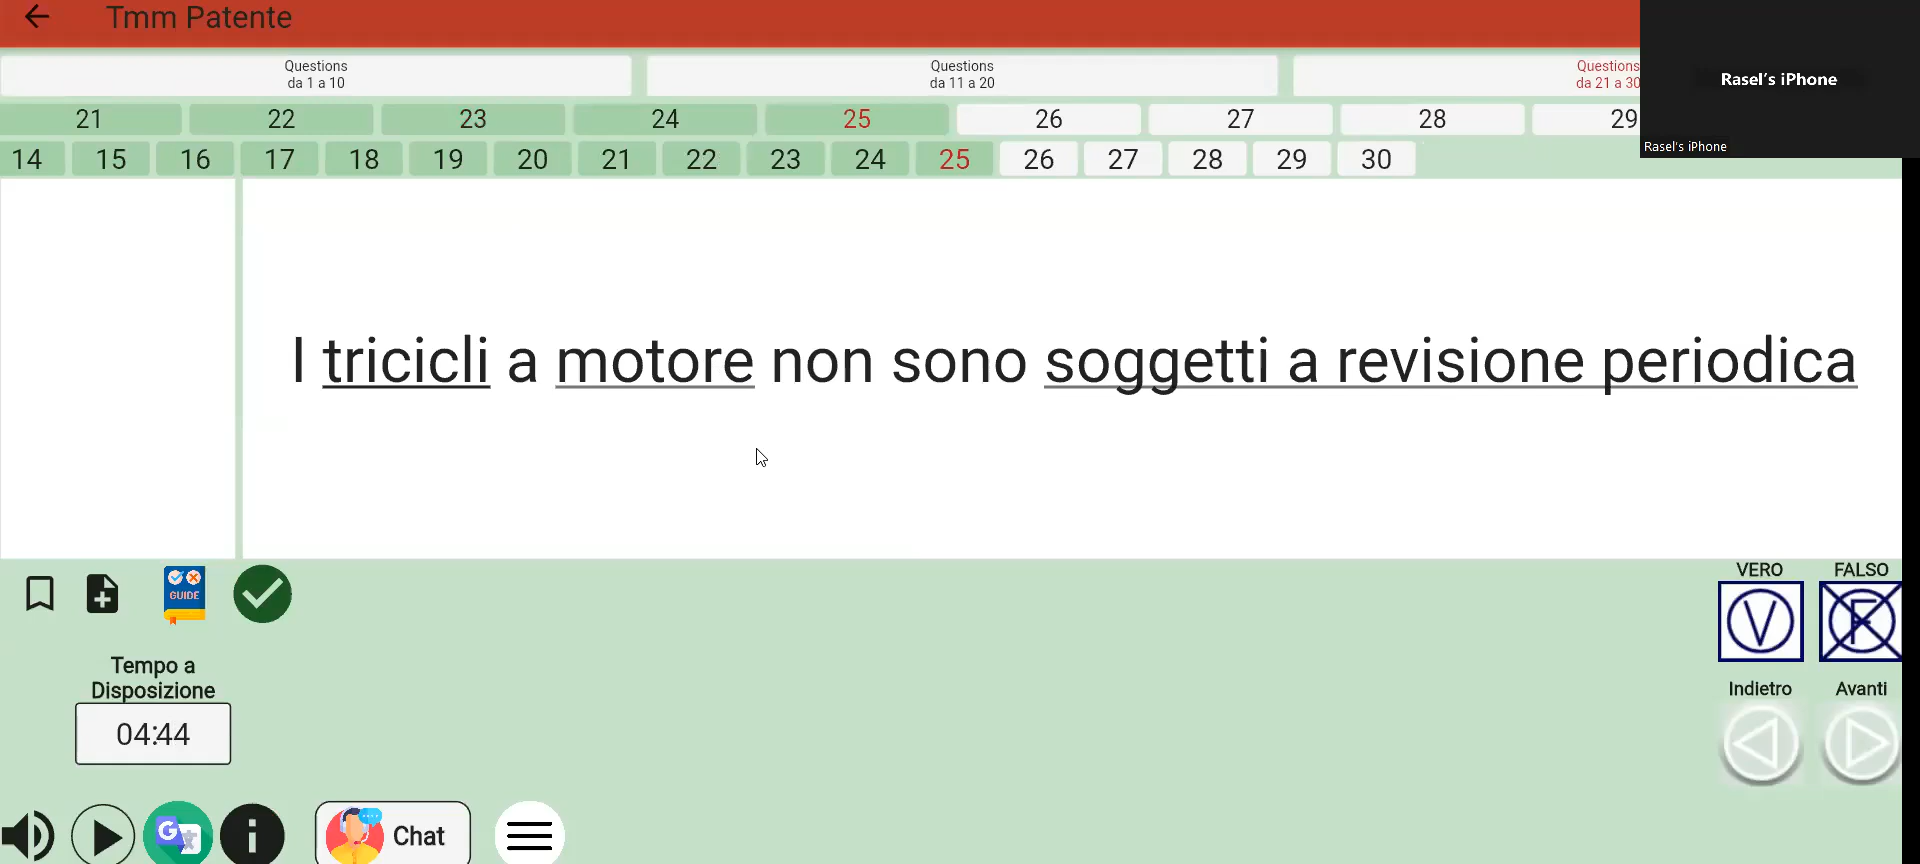 Tmm Patente
Questions
da 1 a 10
Questions
da 11 a 20
Questions
da 21 a 30
21 22 23 24 25 26 27 28 29
14 15 16 17 18 19 20 21 22 23 24 25 26 27 28 29 30
Rasel's iPhone
Rasel's iPhone
I tricicli a motore non sono soggetti a revisione periodica
GUIDE
VERO FALSO
V F
Tempo a
Disposizione
04:44
Indietro Avanti
G
i
Chat